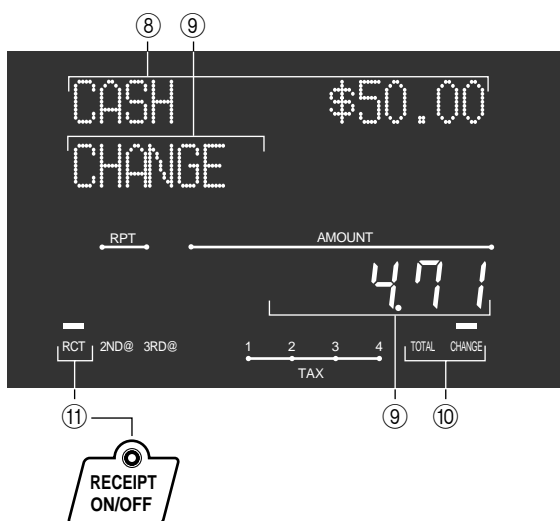 ⑧ ⑨
CASH $50.00
CHANGE
RPT AMOUNT
4.71
RCT 2ND@ 3RD@ 1 2 3 4 TOTAL CHANGE
TAX
⑪ ⑨ ⑩
RECEIPT
ON/OFF